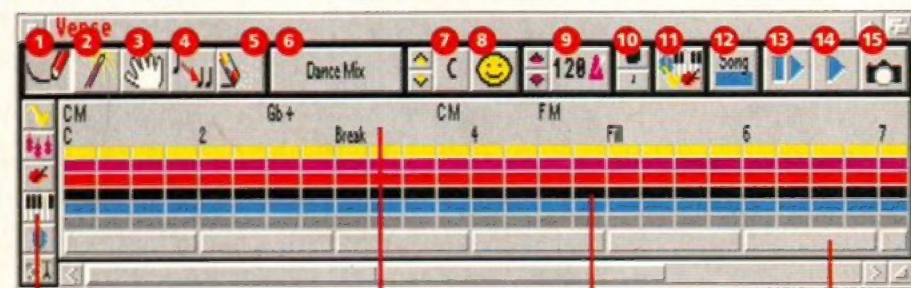 Verse
1 2 3 4 5 6 7 8 9 10 11 12 13 14 15
Dance Mix C 120 Song
CM Gb+ CM FM
C 2 Break 4 Fill 6 7